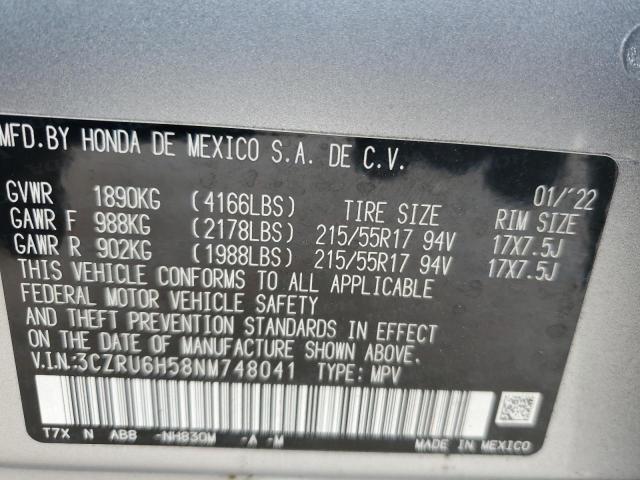 MFD.BY HONDA DE MEXICO S.A. DE C.V.
01/'22
GVWR 1890KG (4166LBS) TIRE SIZE RIM SIZE
GAWR F 988KG (2178LBS) 215/55R17 94V 17X7.5J
GAWR R 902KG (1988LBS) 215/55R17 94V 17X7.5J
THIS VEHICLE CONFORMS TO ALL APPLICABLE
FEDERAL MOTOR VEHICLE SAFETY
AND THEFT PREVENTION STANDARDS IN EFFECT
ON THE DATE OF MANUFACTURE SHOWN ABOVE.
V.I.N.:3CZRU6H58NM748041 TYPE: MPV
T7X N ABB -NH830M -A -M
MADE IN MEXICO